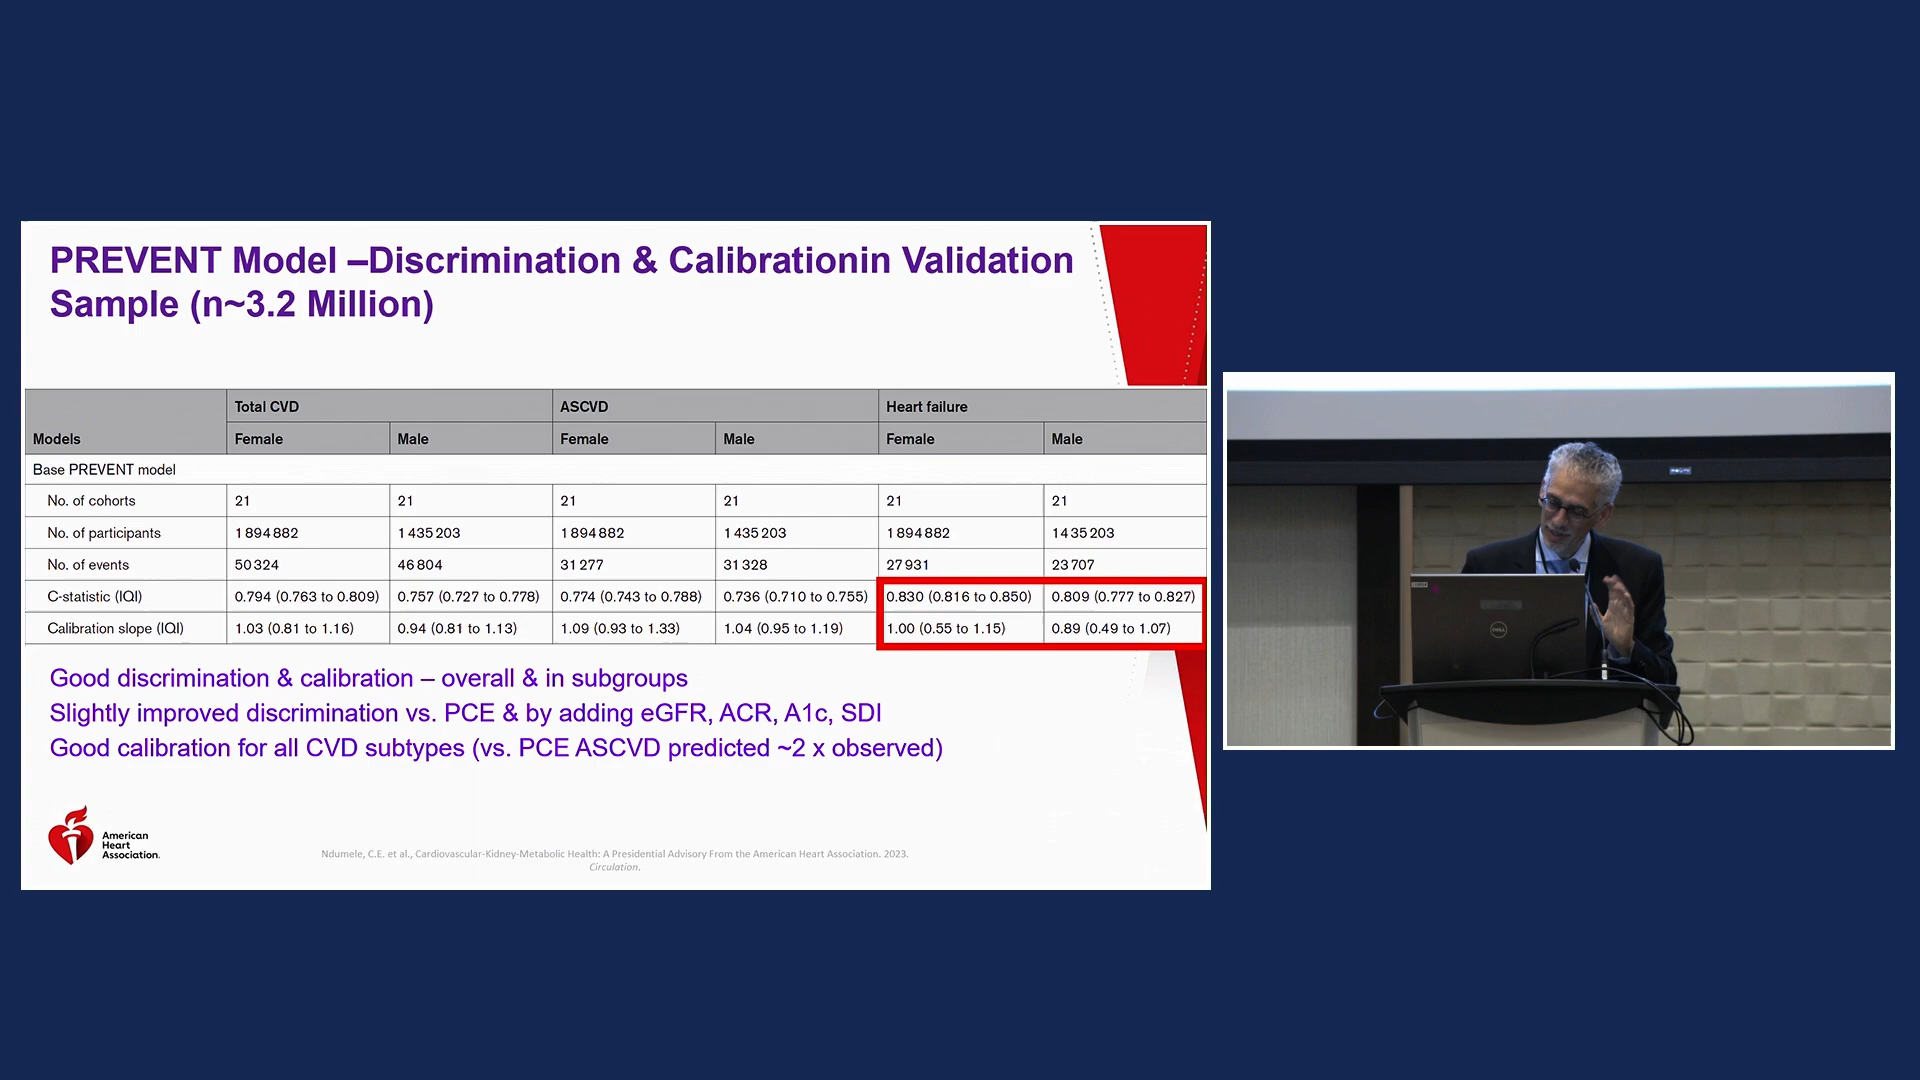 PREVENT Model –Discrimination & Calibrationin Validation
Sample (n~3.2 Million)
Total CVD ASCVD Heart failure
Models Female Male Female Male Female Male
Base PREVENT model
No. of cohorts 21 21 21 21 21 21
No. of participants 1 894 882 1 435 203 1 894 882 1 435 203 1 894 882 1 435 203
No. of events 50 324 46 804 31 277 31 328 27 931 23 707
C-statistic (IQI) 0.794 (0.763 to 0.809) 0.757 (0.727 to 0.778) 0.774 (0.743 to 0.788) 0.736 (0.710 to 0.755) 0.830 (0.816 to 0.850) 0.809 (0.777 to 0.827)
Calibration slope (IQI) 1.03 (0.81 to 1.16) 0.94 (0.81 to 1.13) 1.09 (0.93 to 1.33) 1.04 (0.95 to 1.19) 1.00 (0.55 to 1.15) 0.89 (0.49 to 1.07)
Good discrimination & calibration – overall & in subgroups
Slightly improved discrimination vs. PCE & by adding eGFR, ACR, A1c, SDI
Good calibration for all CVD subtypes (vs. PCE ASCVD predicted ~2 x observed)
American
Heart
Association.
Ndumele, C.E. et al., Cardiovascular-Kidney-Metabolic Health: A Presidential Advisory From the American Heart Association. 2023.
Circulation.
DELL